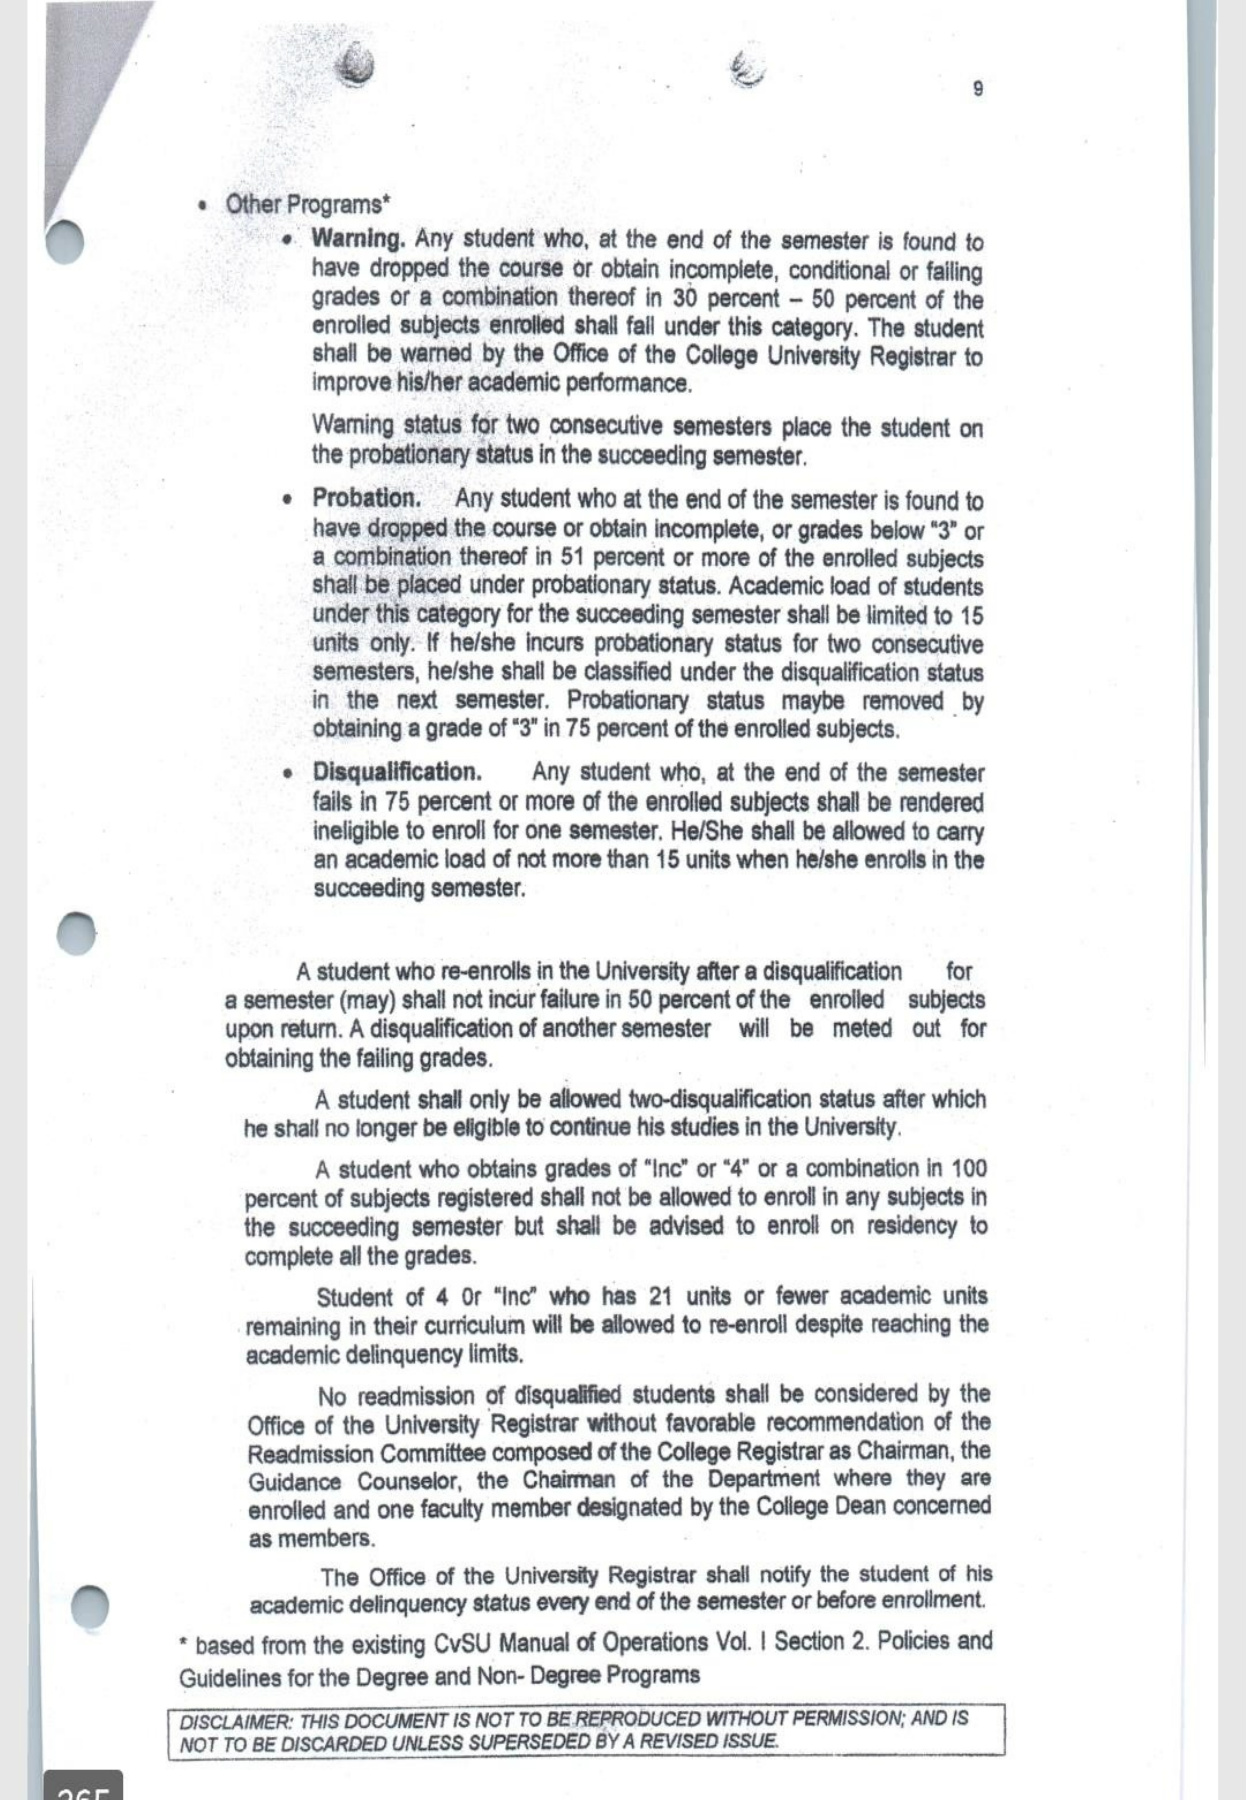 9
• Other Programs*
• Warning. Any student who, at the end of the semester is found to
have dropped the course or obtain incomplete, conditional or failing
grades or a combination thereof in 30 percent – 50 percent of the
enrolled subjects enrolled shall fall under this category. The student
shall be warned by the Office of the College University Registrar to
improve his/her academic performance.
Warning status for two consecutive semesters place the student on
the probationary status in the succeeding semester.
• Probation. Any student who at the end of the semester is found to
have dropped the course or obtain incomplete, or grades below "3" or
a combination thereof in 51 percent or more of the enrolled subjects
shall be placed under probationary status. Academic load of students
under this category for the succeeding semester shall be limited to 15
units only. If he/she incurs probationary status for two consecutive
semesters, he/she shall be classified under the disqualification status
in the next semester. Probationary status maybe removed by
obtaining a grade of "3" in 75 percent of the enrolled subjects.
• Disqualification. Any student who, at the end of the semester
fails in 75 percent or more of the enrolled subjects shall be rendered
ineligible to enroll for one semester. He/She shall be allowed to carry
an academic load of not more than 15 units when he/she enrolls in the
succeeding semester.
A student who re-enrolls in the University after a disqualification for
a semester (may) shall not incur failure in 50 percent of the enrolled subjects
upon return. A disqualification of another semester will be meted out for
obtaining the failing grades.
A student shall only be allowed two-disqualification status after which
he shall no longer be eligible to continue his studies in the University.
A student who obtains grades of "Inc" or "4" or a combination in 100
percent of subjects registered shall not be allowed to enroll in any subjects in
the succeeding semester but shall be advised to enroll on residency to
complete all the grades.
Student of 4 Or "Inc" who has 21 units or fewer academic units
remaining in their curriculum will be allowed to re-enroll despite reaching the
academic delinquency limits.
No readmission of disqualified students shall be considered by the
Office of the University Registrar without favorable recommendation of the
Readmission Committee composed of the College Registrar as Chairman, the
Guidance Counselor, the Chairman of the Department where they are
enrolled and one faculty member designated by the College Dean concerned
as members.
The Office of the University Registrar shall notify the student of his
academic delinquency status every end of the semester or before enrollment.
* based from the existing CvSU Manual of Operations Vol. I Section 2. Policies and
Guidelines for the Degree and Non- Degree Programs
DISCLAIMER: THIS DOCUMENT IS NOT TO BE REPRODUCED WITHOUT PERMISSION; AND IS
NOT TO BE DISCARDED UNLESS SUPERSEDED BY A REVISED ISSUE.